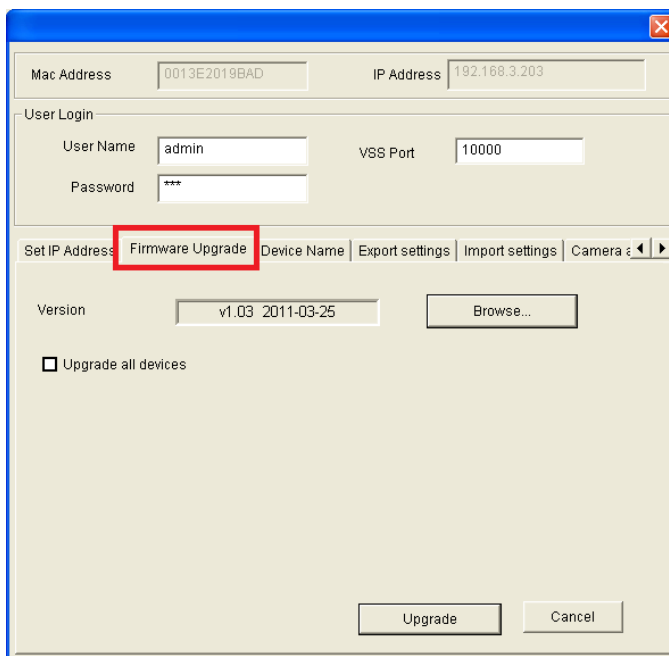 Mac Address 0013E2019BAD IP Address 192.168.3.203
User Login
User Name admin VSS Port 10000
Password ***
Set IP Address Firmware Upgrade Device Name Export settings Import settings Camera a
Version v1.03 2011-03-25 Browse...
Upgrade all devices
Upgrade Cancel